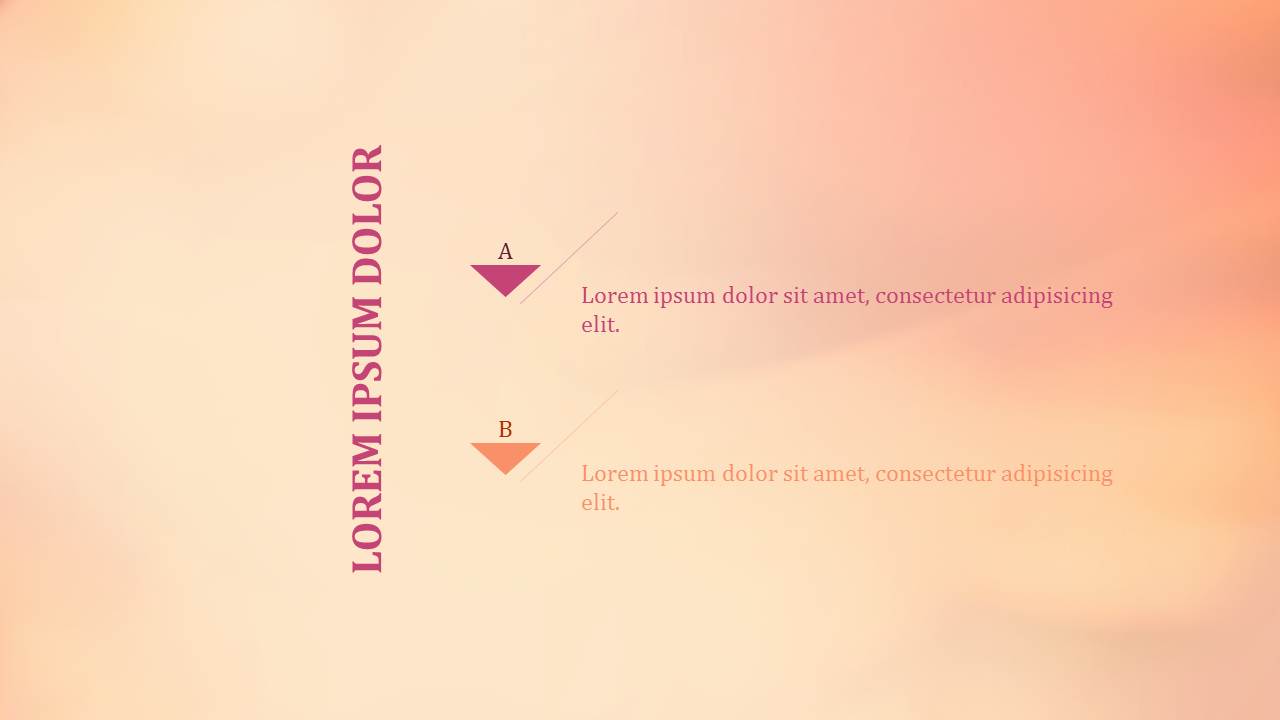 LOREM IPSUM DOLOR
A
Lorem ipsum dolor sit amet, consectetur adipisicing
elit.
B
Lorem ipsum dolor sit amet, consectetur adipisicing
elit.